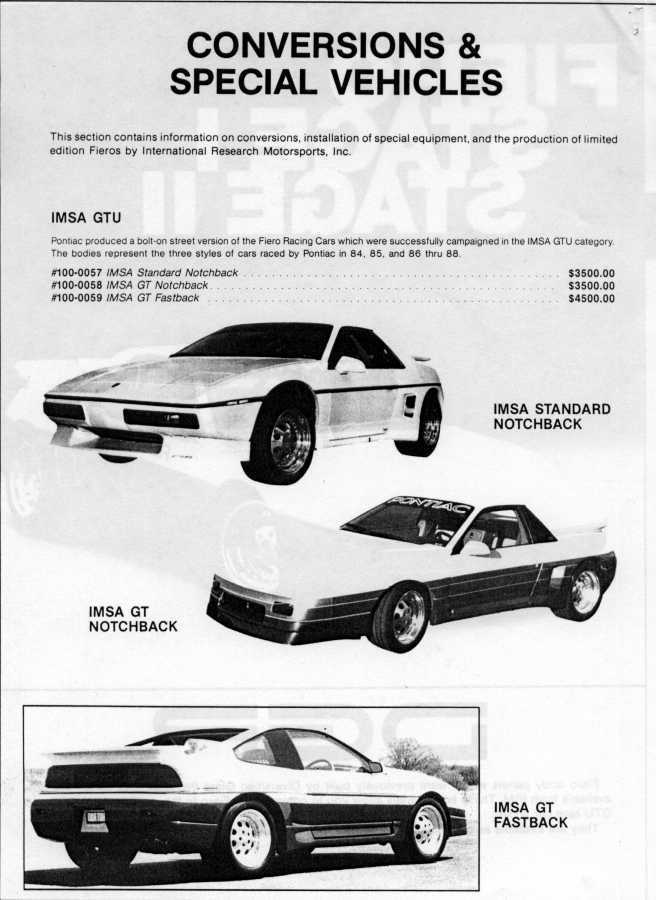 CONVERSIONS &
SPECIAL VEHICLES
This section contains information on conversions, installation of special equipment, and the production of limited
edition Fieros by International Research Motorsports, Inc.
IMSA GTU
Pontiac produced a bolt-on street version of the Fiero Racing Cars which were successfully campaigned in the IMSA GTU category.
The bodies represent the three styles of cars raced by Pontiac in 84, 85, and 86 thru 88.
#100-0057 IMSA Standard Notchback $3500.00
#100-0058 IMSA GT Notchback $3500.00
#100-0059 IMSA GT Fastback $4500.00
IMSA STANDARD
NOTCHBACK
PONTIAC
IMSA GT
NOTCHBACK
IMSA GT
FASTBACK